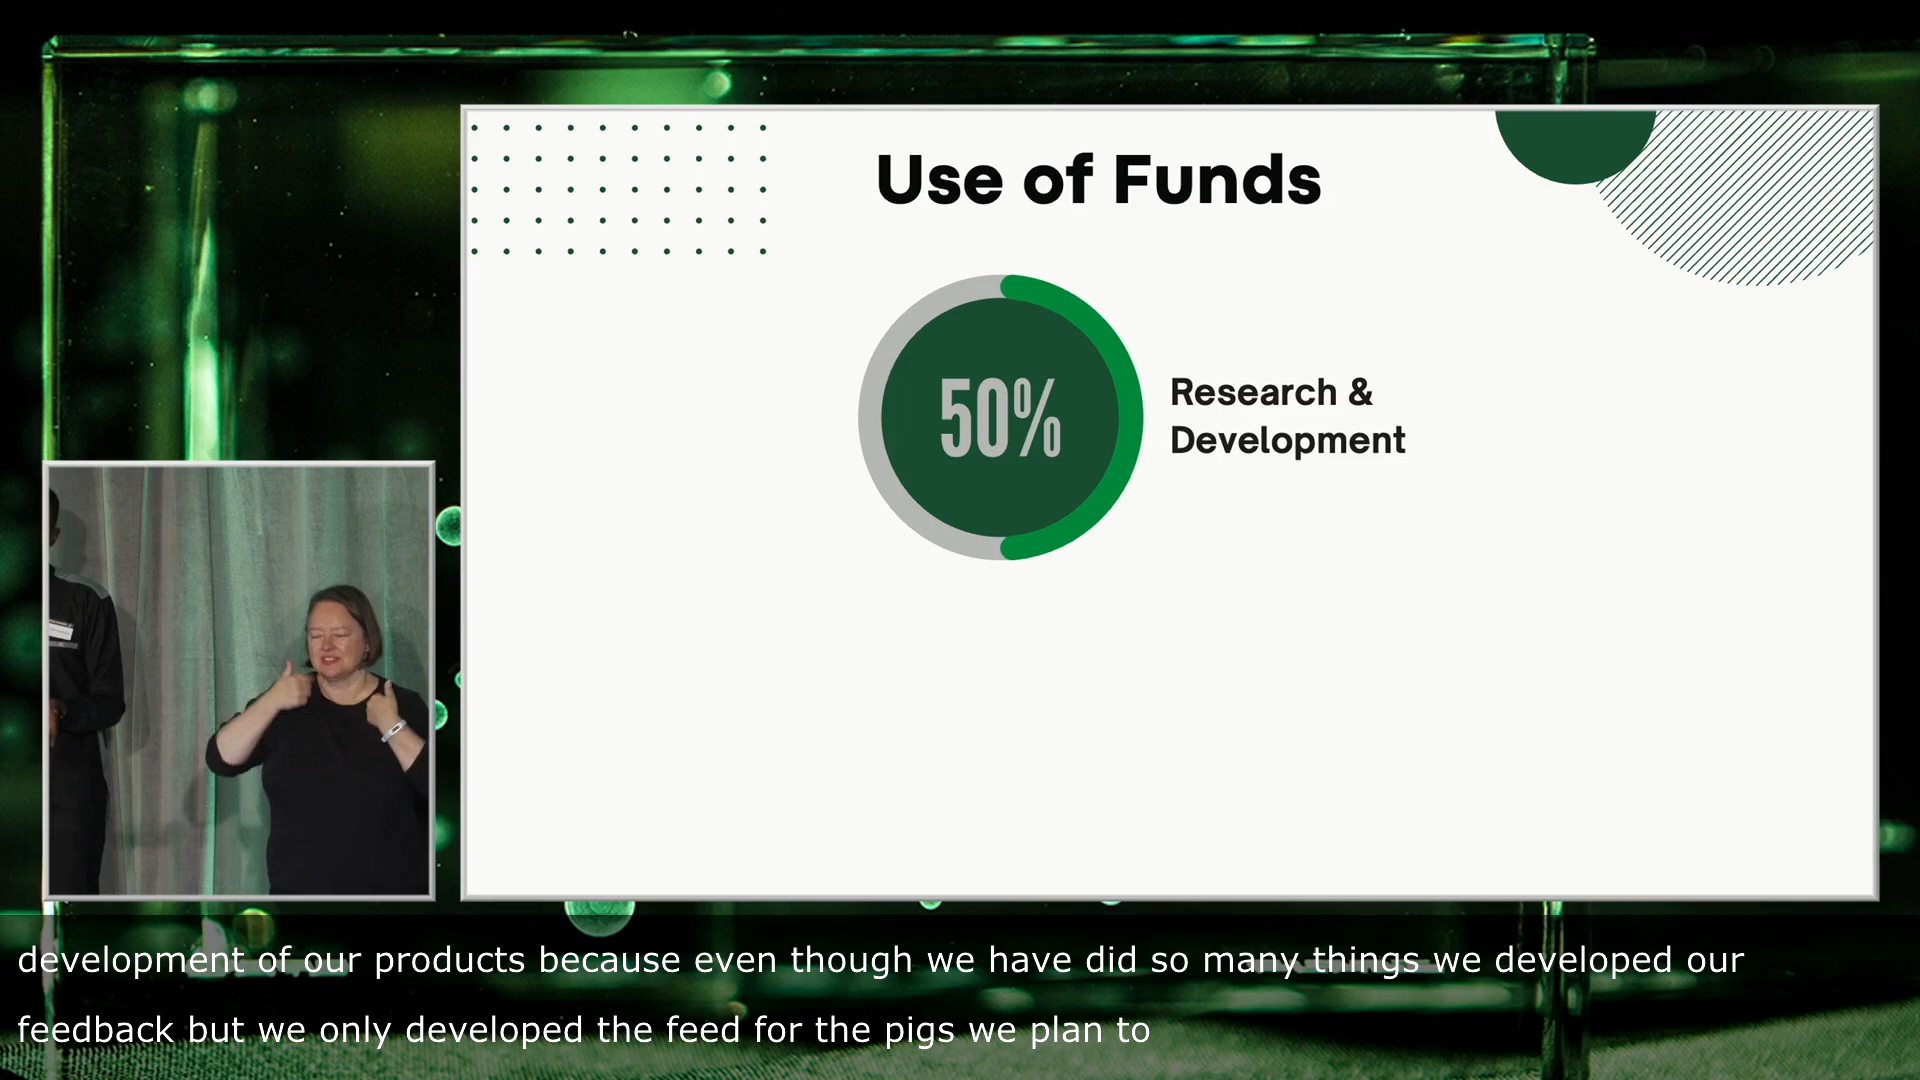 Use of Funds
50%
Research &
Development
development of our products because even though we have did so many things we developed our
feedback but we only developed the feed for the pigs we plan to